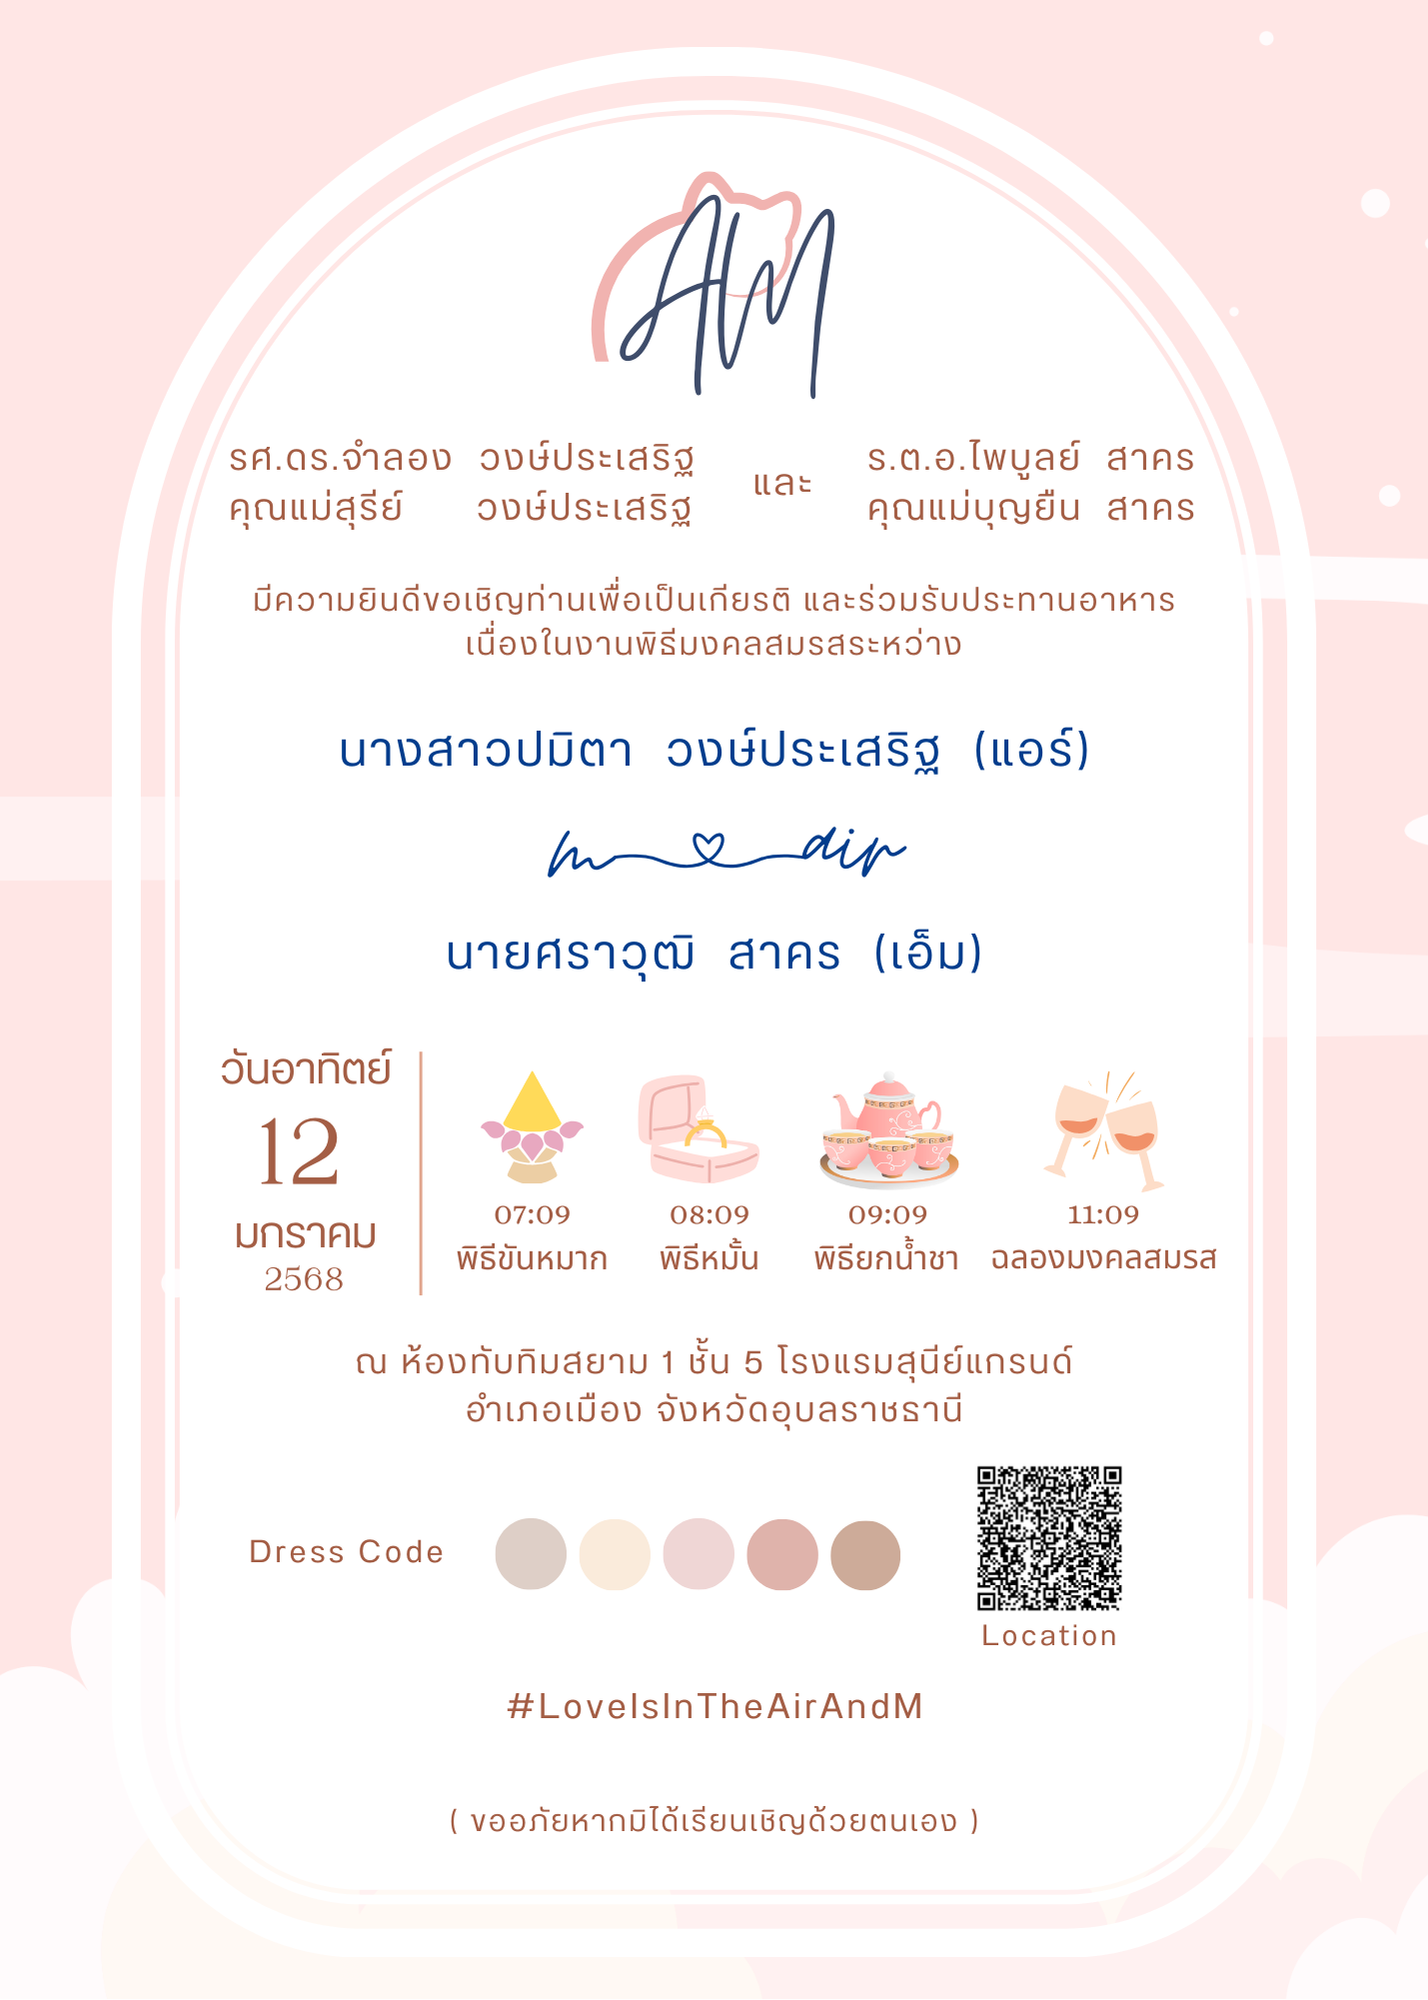 AM
รศ.ดร.จำลอง วงษ์ประเสริฐ
คุณแม่สุรีย์ วงษ์ประเสริฐ
และ
ร.ต.อ.ไพบูลย์ สาคร
คุณแม่บุญยืน สาคร
มีความยินดีขอเชิญท่านเพื่อเป็นเกียรติ และร่วมรับประทานอาหาร
เนื่องในงานพิธีมงคลสมรสระหว่าง
นางสาวปมิตา วงษ์ประเสริฐ (แอร์)
นายศราวุฒิ สาคร (เอ็ม)
วันอาทิตย์
12
มกราคม
2568
07:09
พิธีขันหมาก
08:09
พิธีหมั้น
09:09
พิธียกน้ำชา
11:09
ฉลองมงคลสมรส
ณ ห้องทับทิมสยาม 1 ชั้น 5 โรงแรมสุนีย์แกรนด์
อำเภอเมือง จังหวัดอุบลราชธานี
Dress Code
Location
#LoveIsInTheAirAndM
( ขออภัยหากมิได้เรียนเชิญด้วยตนเอง )